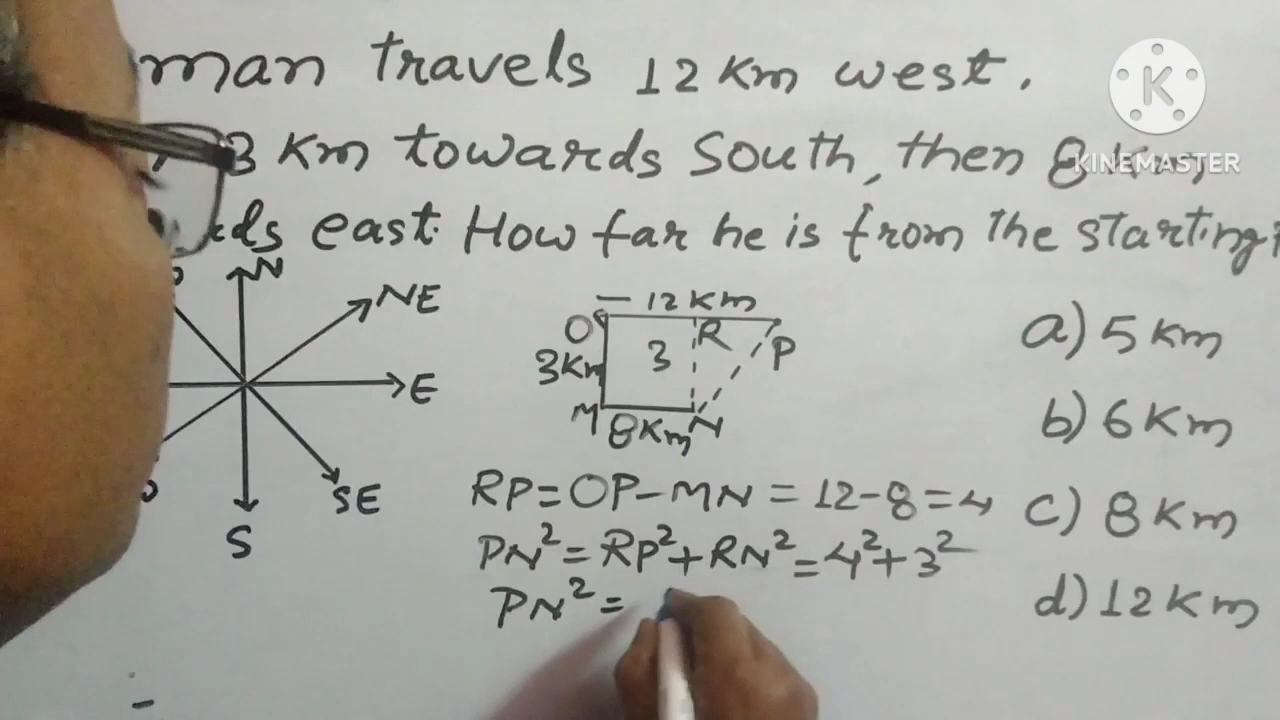 man travels 12 Km west.
3 Km towards South, then 8 Km
east. How far he is from the starting
N
NE
E
SE
S
12 Km
O
R
P
3Km
3
M
8Km
N
RP = OP - MN = 12 - 8 = 4
PN² = RP² + RN² = 4² + 3²
PN² =
a) 5 Km
b) 6 Km
c) 8 Km
d) 12 Km
K
KINEMASTER